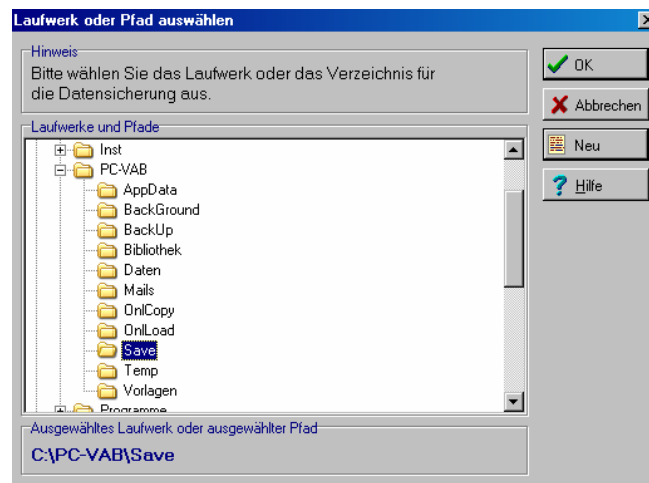 Laufwerk oder Pfad auswählen
Hinweis
Bitte wählen Sie das Laufwerk oder das Verzeichnis für
die Datensicherung aus.
OK
Abbrechen
Neu
Hilfe
Laufwerke und Pfade
Inst
PC-VAB
AppData
BackGround
BackUp
Bibliothek
Daten
Mails
OnlCopy
OnlLoad
Save
Temp
Vorlagen
Programme
Ausgewähltes Laufwerk oder ausgewählter Pfad
C:\PC-VAB\Save